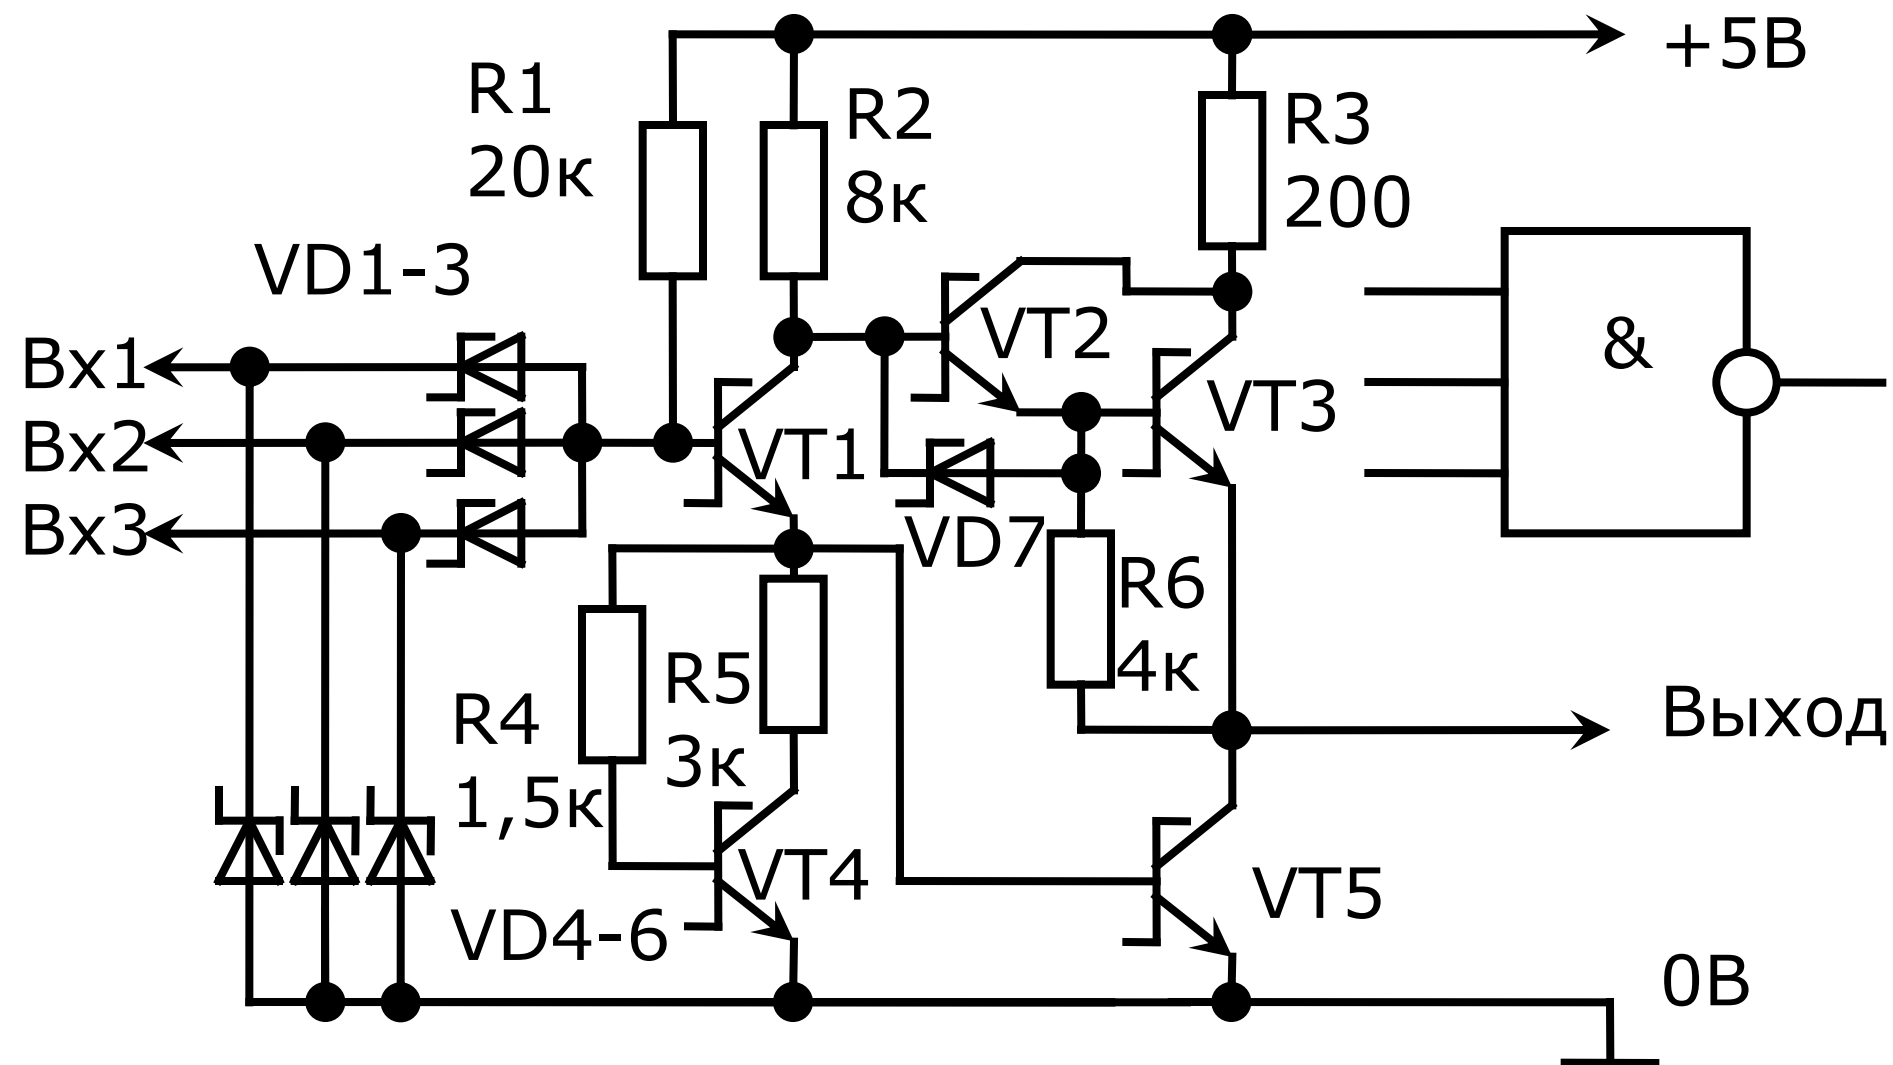 +5В
R1
20к
R2
8к
R3
200
VD1-3
VT2
&
Вх1
Вх2
Вх3
VT3
VT1
VD7
R6
4к
R5
3к
R4
1,5к
Выход
VT4
VT5
VD4-6
0В